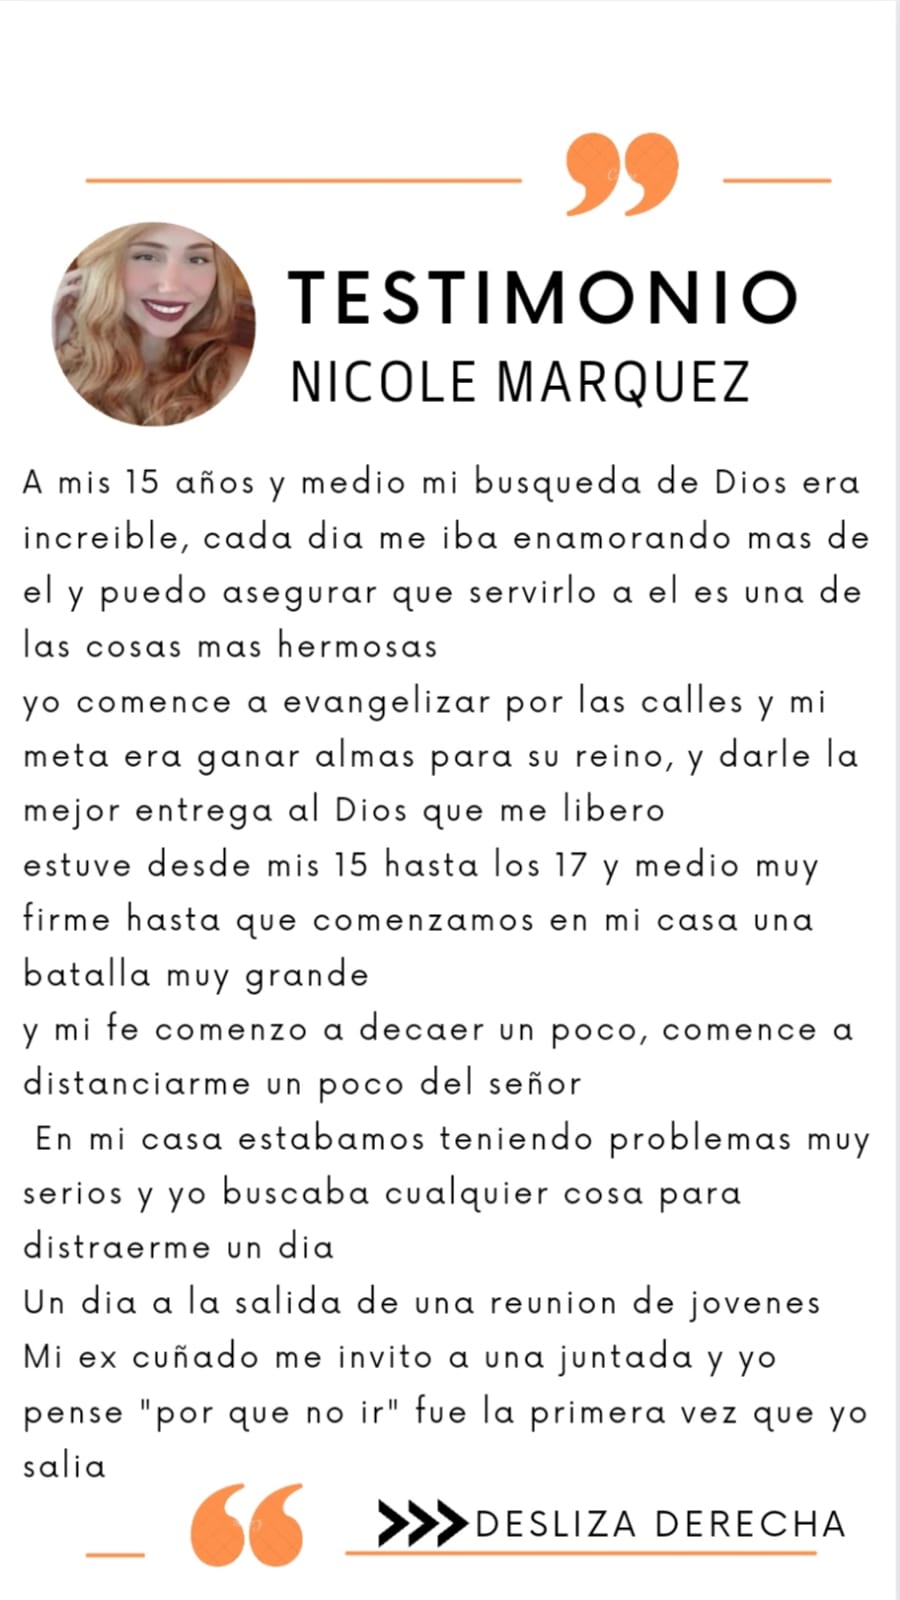 TESTIMONIO
NICOLE MARQUEZ
A mis 15 años y medio mi busqueda de Dios era
increible, cada dia me iba enamorando mas de
el y puedo asegurar que servirlo a el es una de
las cosas mas hermosas
yo comence a evangelizar por las calles y mi
meta era ganar almas para su reino, y darle la
mejor entrega al Dios que me libero
estuve desde mis 15 hasta los 17 y medio muy
firme hasta que comenzamos en mi casa una
batalla muy grande
y mi fe comenzo a decaer un poco, comence a
distanciarme un poco del señor
En mi casa estabamos teniendo problemas muy
serios y yo buscaba cualquier cosa para
distraerme un dia
Un dia a la salida de una reunion de jovenes
Mi ex cuñado me invito a una juntada y yo
pense "por que no ir" fue la primera vez que yo
salia
DESLIZA DERECHA